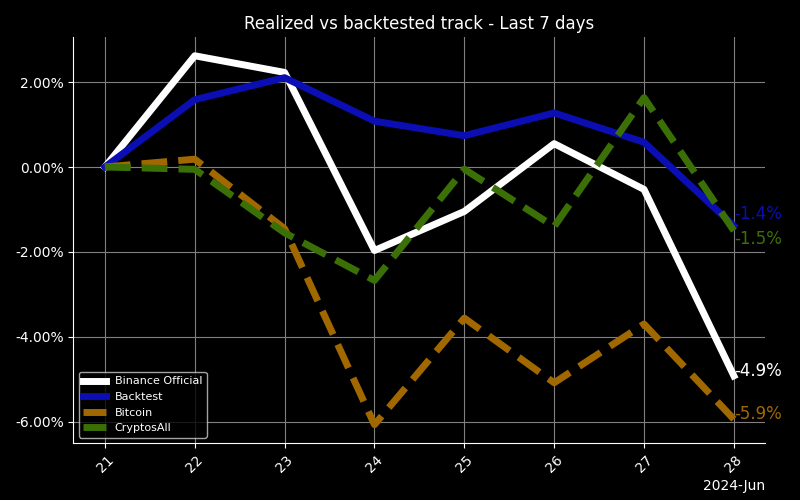 Realized vs backtested track - Last 7 days
2.00%
0.00%
-2.00%
-4.00%
-6.00%
-1.4%
-1.5%
-4.9%
-5.9%
Binance Official
Backtest
Bitcoin
CryptosAll
21 22 23 24 25 26 27 28
2024-Jun